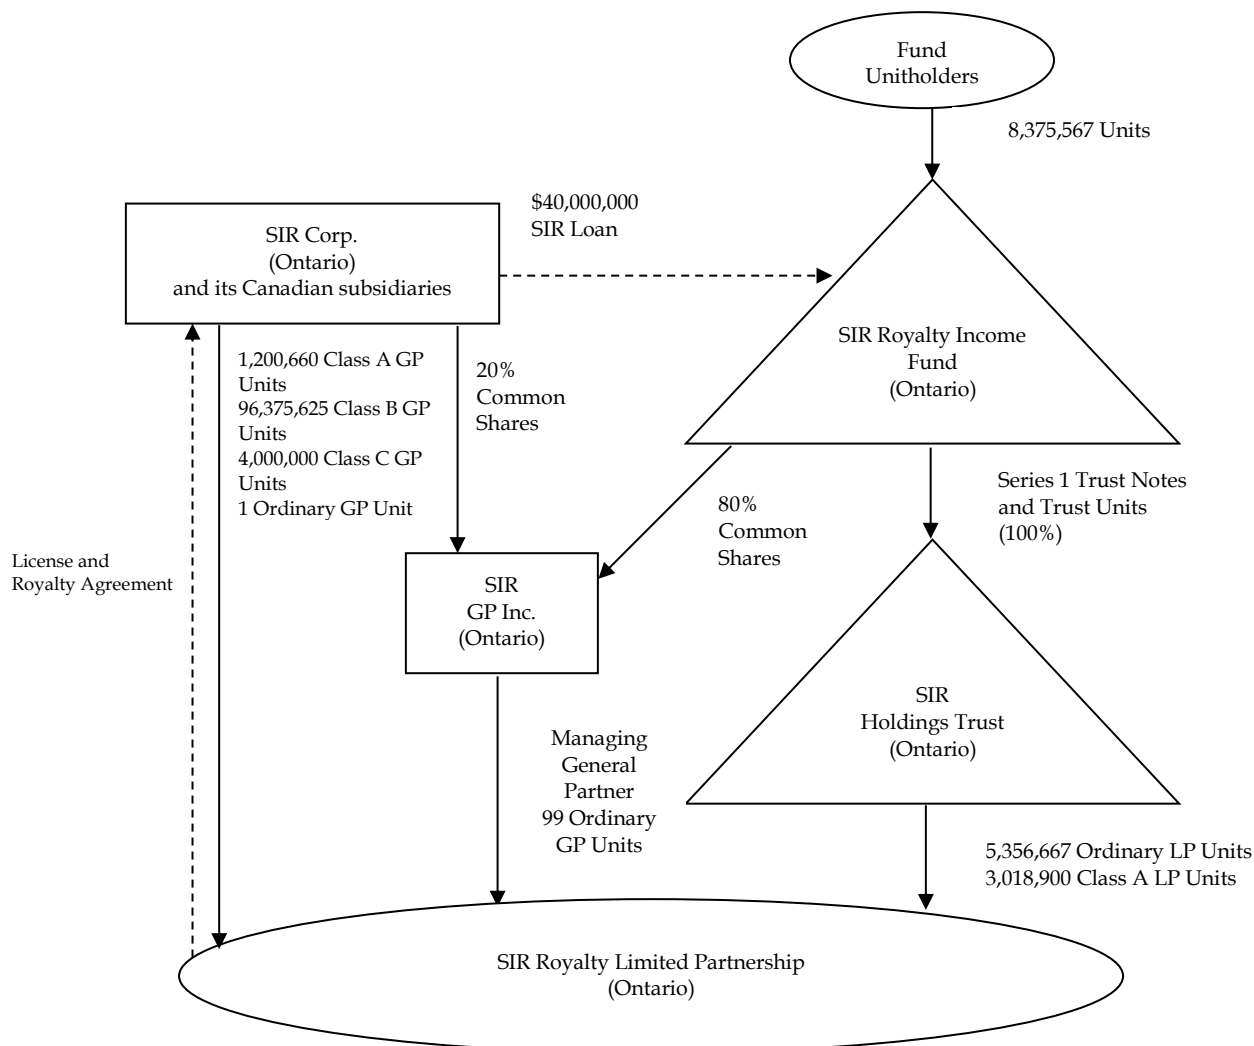 Fund
Unitholders
8,375,567 Units
$40,000,000
SIR Loan
SIR Corp.
(Ontario)
and its Canadian subsidiaries
SIR Royalty Income
Fund
(Ontario)
1,200,660 Class A GP
Units
96,375,625 Class B GP
Units
4,000,000 Class C GP
Units
1 Ordinary GP Unit
20%
Common
Shares
80%
Common
Shares
Series 1 Trust Notes
and Trust Units
(100%)
License and
Royalty Agreement
SIR
GP Inc.
(Ontario)
SIR
Holdings Trust
(Ontario)
Managing
General
Partner
99 Ordinary
GP Units
5,356,667 Ordinary LP Units
3,018,900 Class A LP Units
SIR Royalty Limited Partnership
(Ontario)